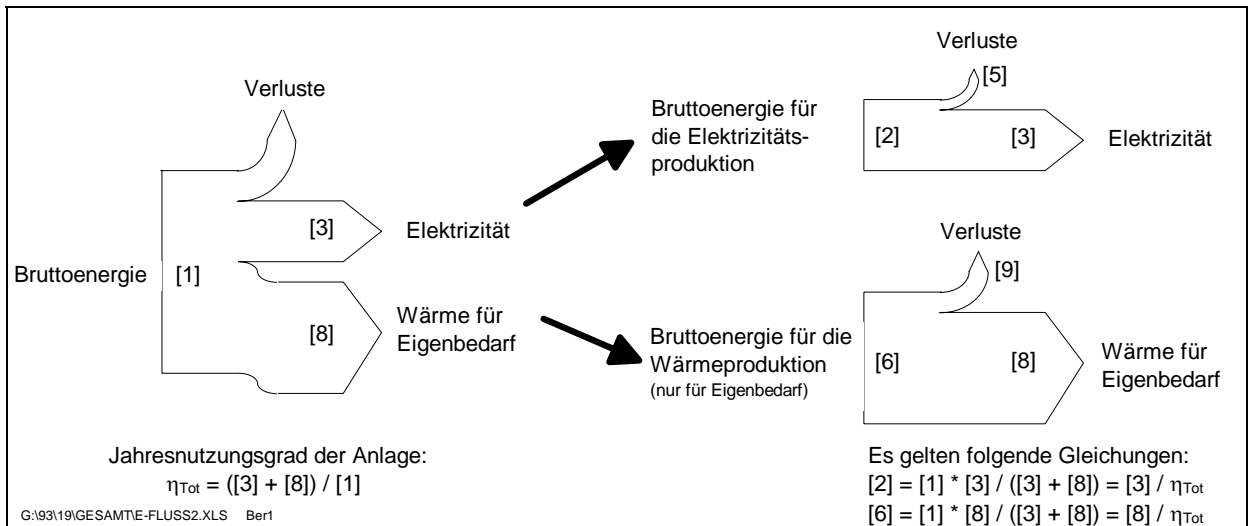 Verluste
[3]
Elektrizität
Bruttoenergie
[1]
[8]
Wärme für
Eigenbedarf
Jahresnutzungsgrad der Anlage:
ηTot = ([3] + [8]) / [1]
G:\93\19\GESAMT\E-FLUSS2.XLS Ber1
Verluste
[5]
Bruttoenergie für
die Elektrizitäts-
produktion
[2]
[3]
Elektrizität
Verluste
[9]
Bruttoenergie für die
Wärmeproduktion
(nur für Eigenbedarf)
[6]
[8]
Wärme für
Eigenbedarf
Es gelten folgende Gleichungen:
[2] = [1] * [3] / ([3] + [8]) = [3] / ηTot
[6] = [1] * [8] / ([3] + [8]) = [8] / ηTot